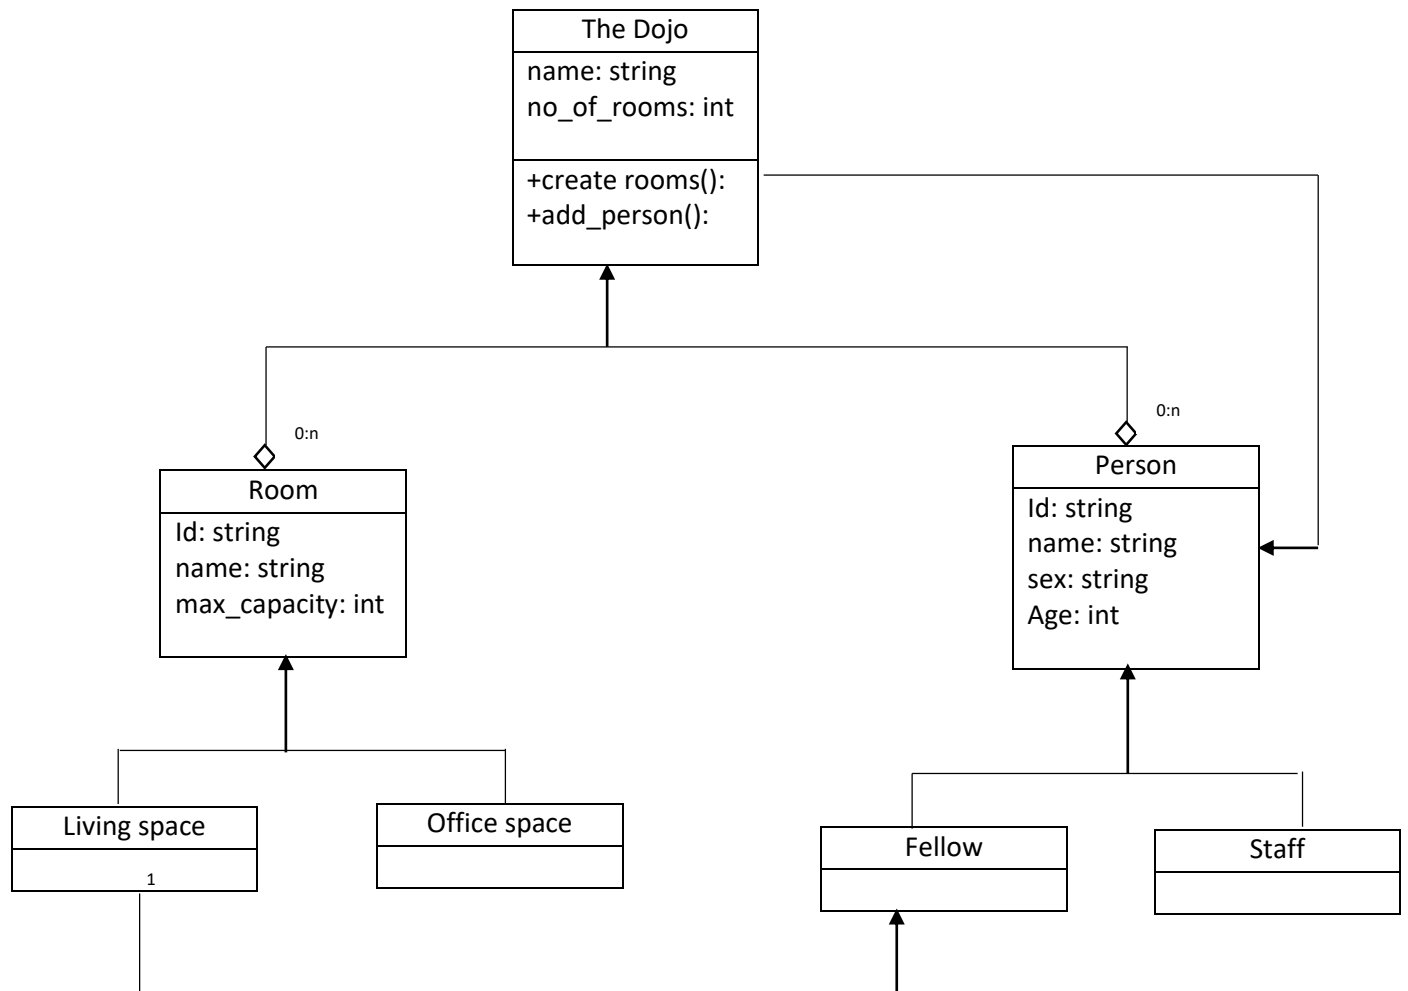 The Dojo
name: string
no_of_rooms: int
+create rooms():
+add_person():
0:n
0:n
Room
Id: string
name: string
max_capacity: int
Person
Id: string
name: string
sex: string
Age: int
Living space
1
Office space
Fellow
Staff